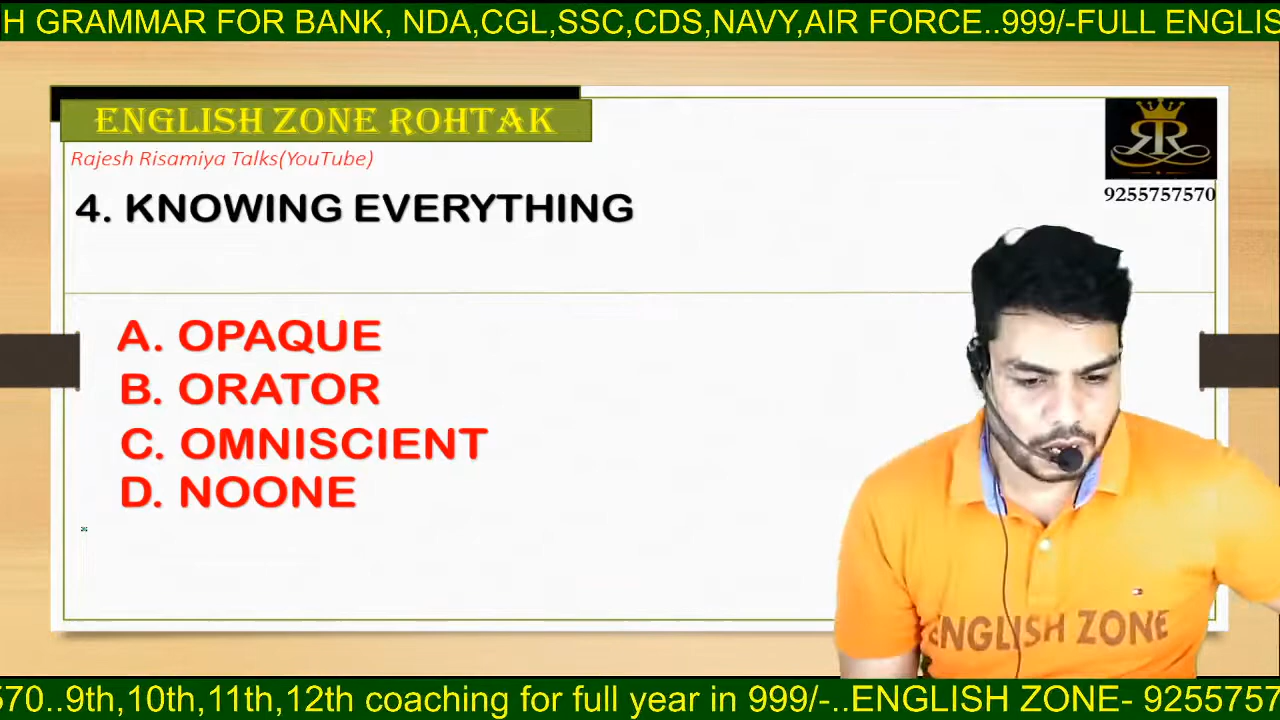 H GRAMMAR FOR BANK, NDA,CGL,SSC,CDS,NAVY,AIR FORCE..999/-FULL ENGLIS
ENGLISH ZONE ROHTAK
Rajesh Risamiya Talks(YouTube)
RR
9255757570
4. KNOWING EVERYTHING
A. OPAQUE
B. ORATOR
C. OMNISCIENT
D. NOONE
ENGLISH ZONE
570..9th,10th,11th,12th coaching for full year in 999/-..ENGLISH ZONE- 9255757